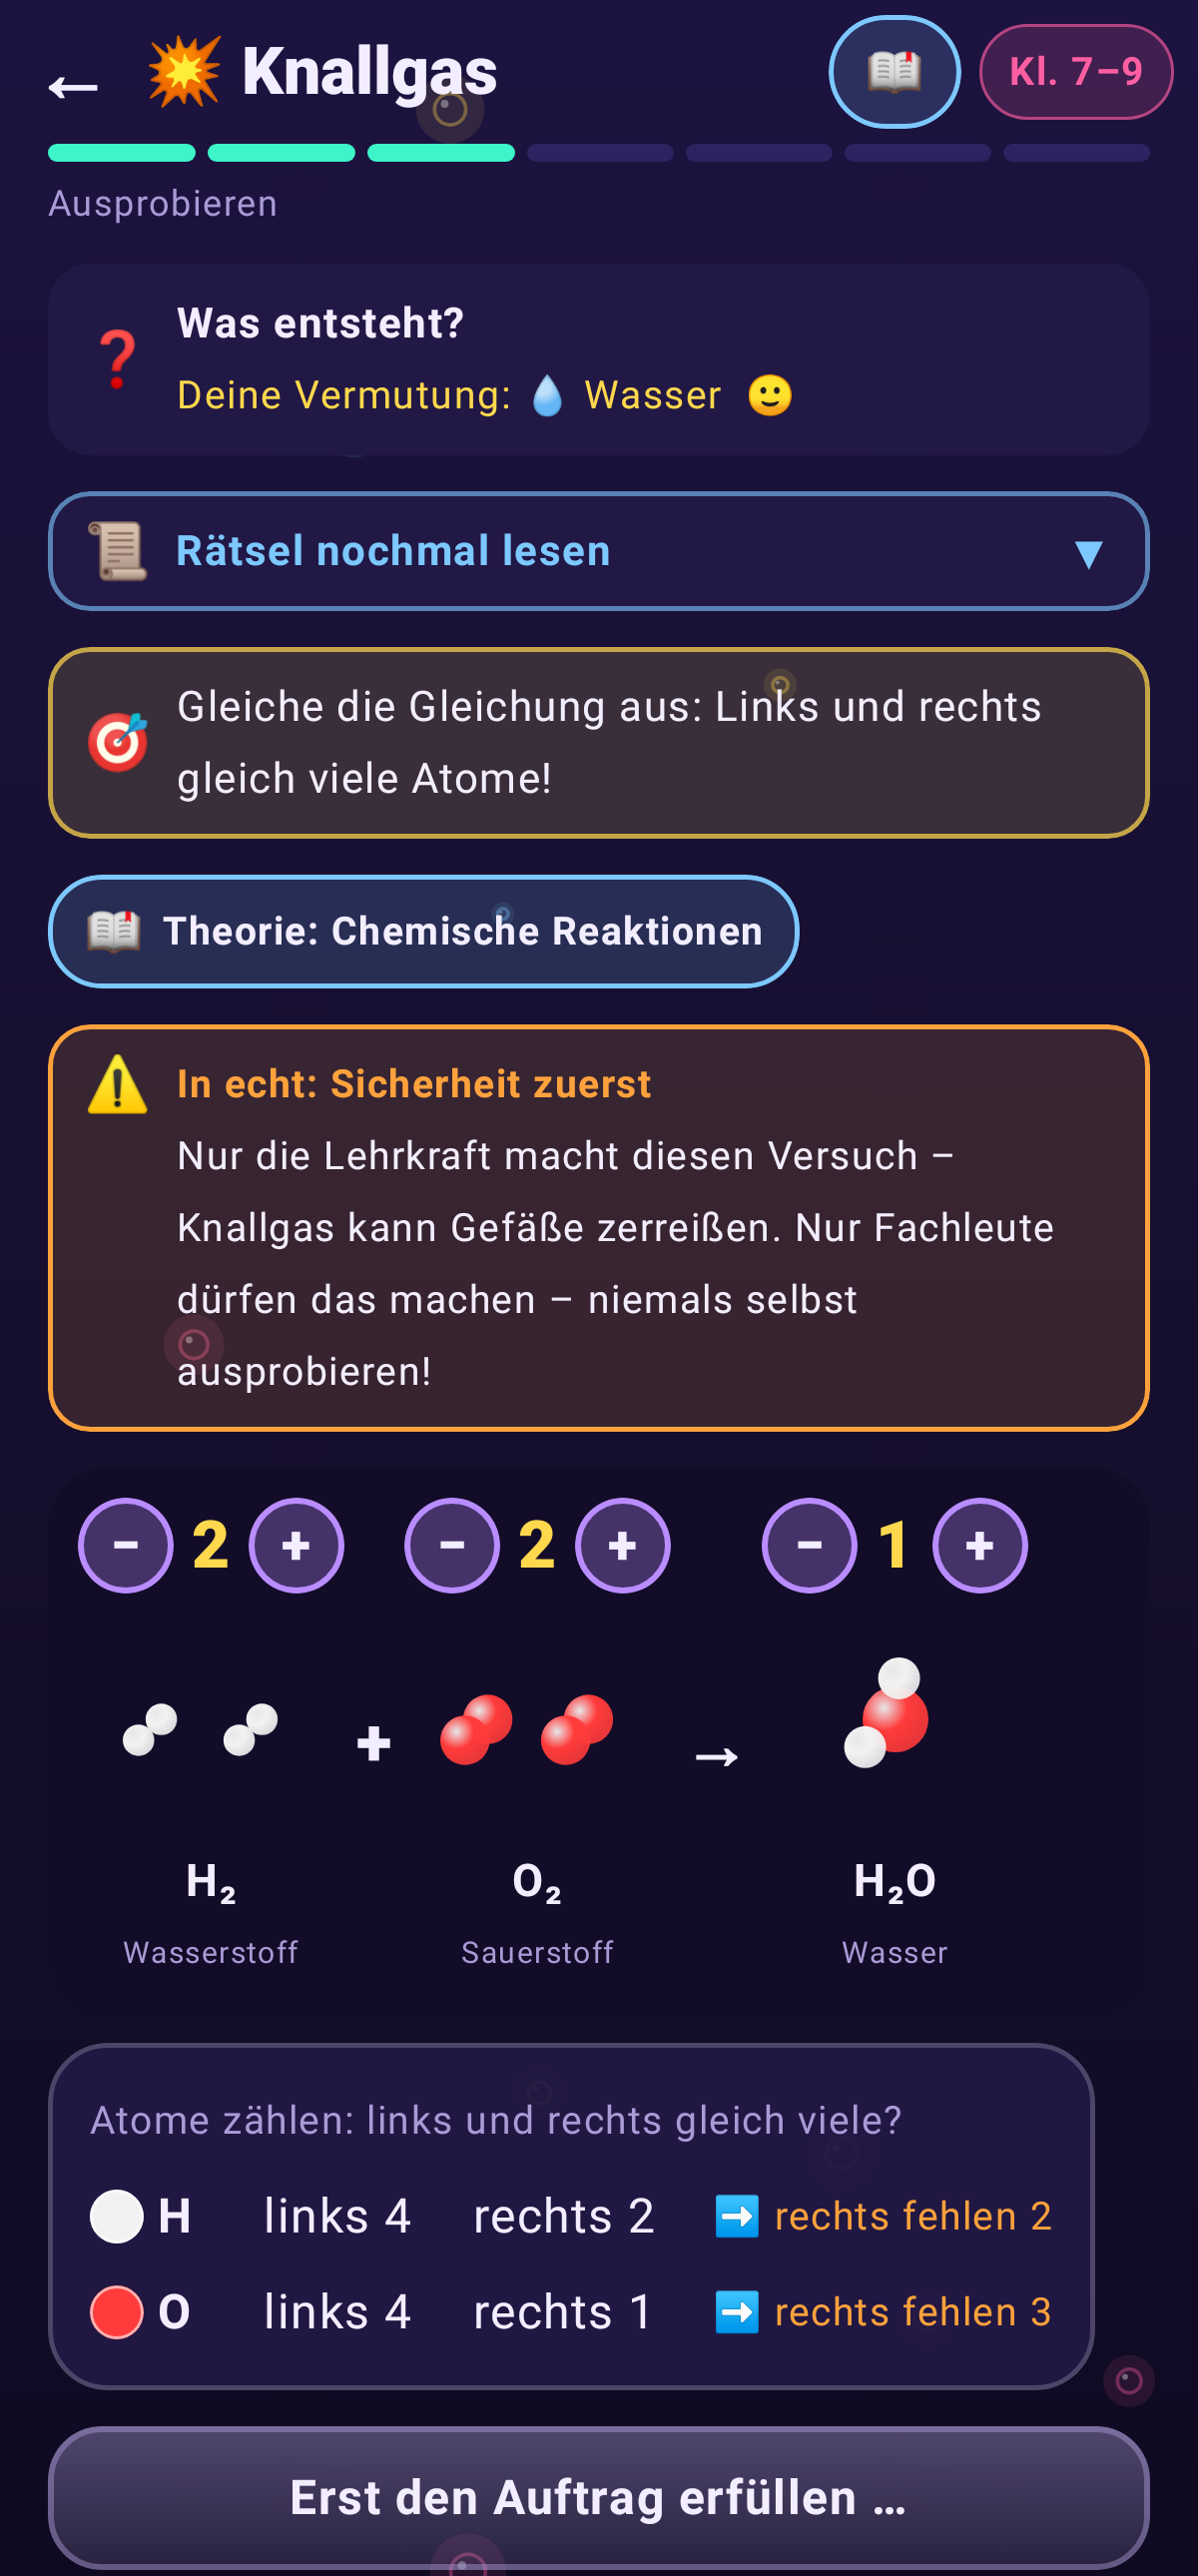 ← 💥 Knallgas 📖 Kl. 7–9
Ausprobieren
❓ Was entsteht?
Deine Vermutung: 💧 Wasser 🙂
📜 Rätsel nochmal lesen ▼
🎯 Gleiche die Gleichung aus: Links und rechts
gleich viele Atome!
📖 Theorie: Chemische Reaktionen
⚠️ In echt: Sicherheit zuerst
Nur die Lehrkraft macht diesen Versuch –
Knallgas kann Gefäße zerreißen. Nur Fachleute
dürfen das machen – niemals selbst
ausprobieren!
− 2 + − 2 + − 1 +
+ →
H₂ O₂ H₂O
Wasserstoff Sauerstoff Wasser
Atome zählen: links und rechts gleich viele?
H links 4 rechts 2 ➡️ rechts fehlen 2
O links 4 rechts 1 ➡️ rechts fehlen 3
Erst den Auftrag erfüllen …